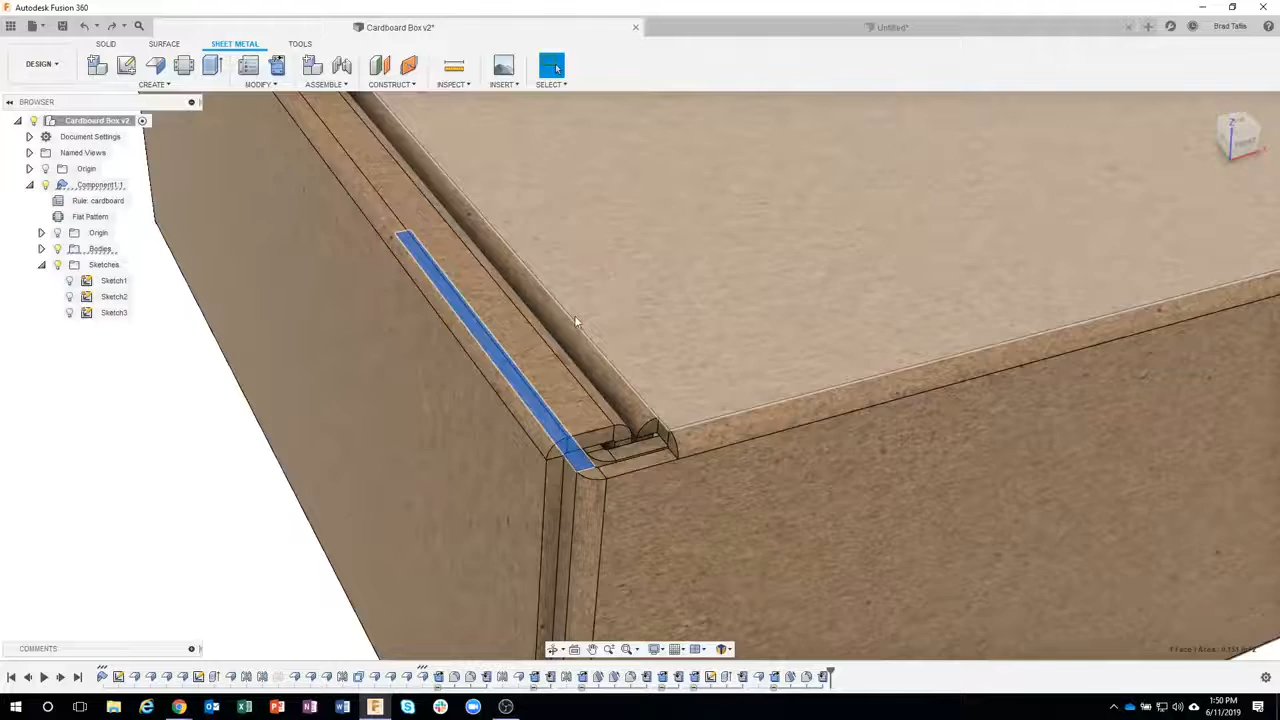 Autodesk Fusion 360
Cardboard Box v2*
Untitled*
Brad Tallis
DESIGN
SOLID
SURFACE
SHEET METAL
TOOLS
CREATE
MODIFY
ASSEMBLE
CONSTRUCT
INSPECT
INSERT
SELECT
BROWSER
Cardboard Box v2
Document Settings
Named Views
Origin
Component1:1
Rule: cardboard
Flat Pattern
Origin
Bodies
Sketches
Sketch1
Sketch2
Sketch3
Z
FRONT
COMMENTS
1:50 PM
6/11/2019